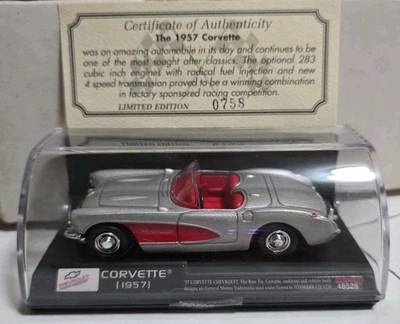 Certificate of Authenticity
The 1957 Corvette
was an amazing automobile in its day and continues to be
one of the most sought after classics. The optional 283
cubic inch engines with radical fuel injection and new
4 speed transmission proved to be a winning combination
in factory sponsored racing competition.
LIMITED EDITION 0758
CORVETTE®
(1957)
48528